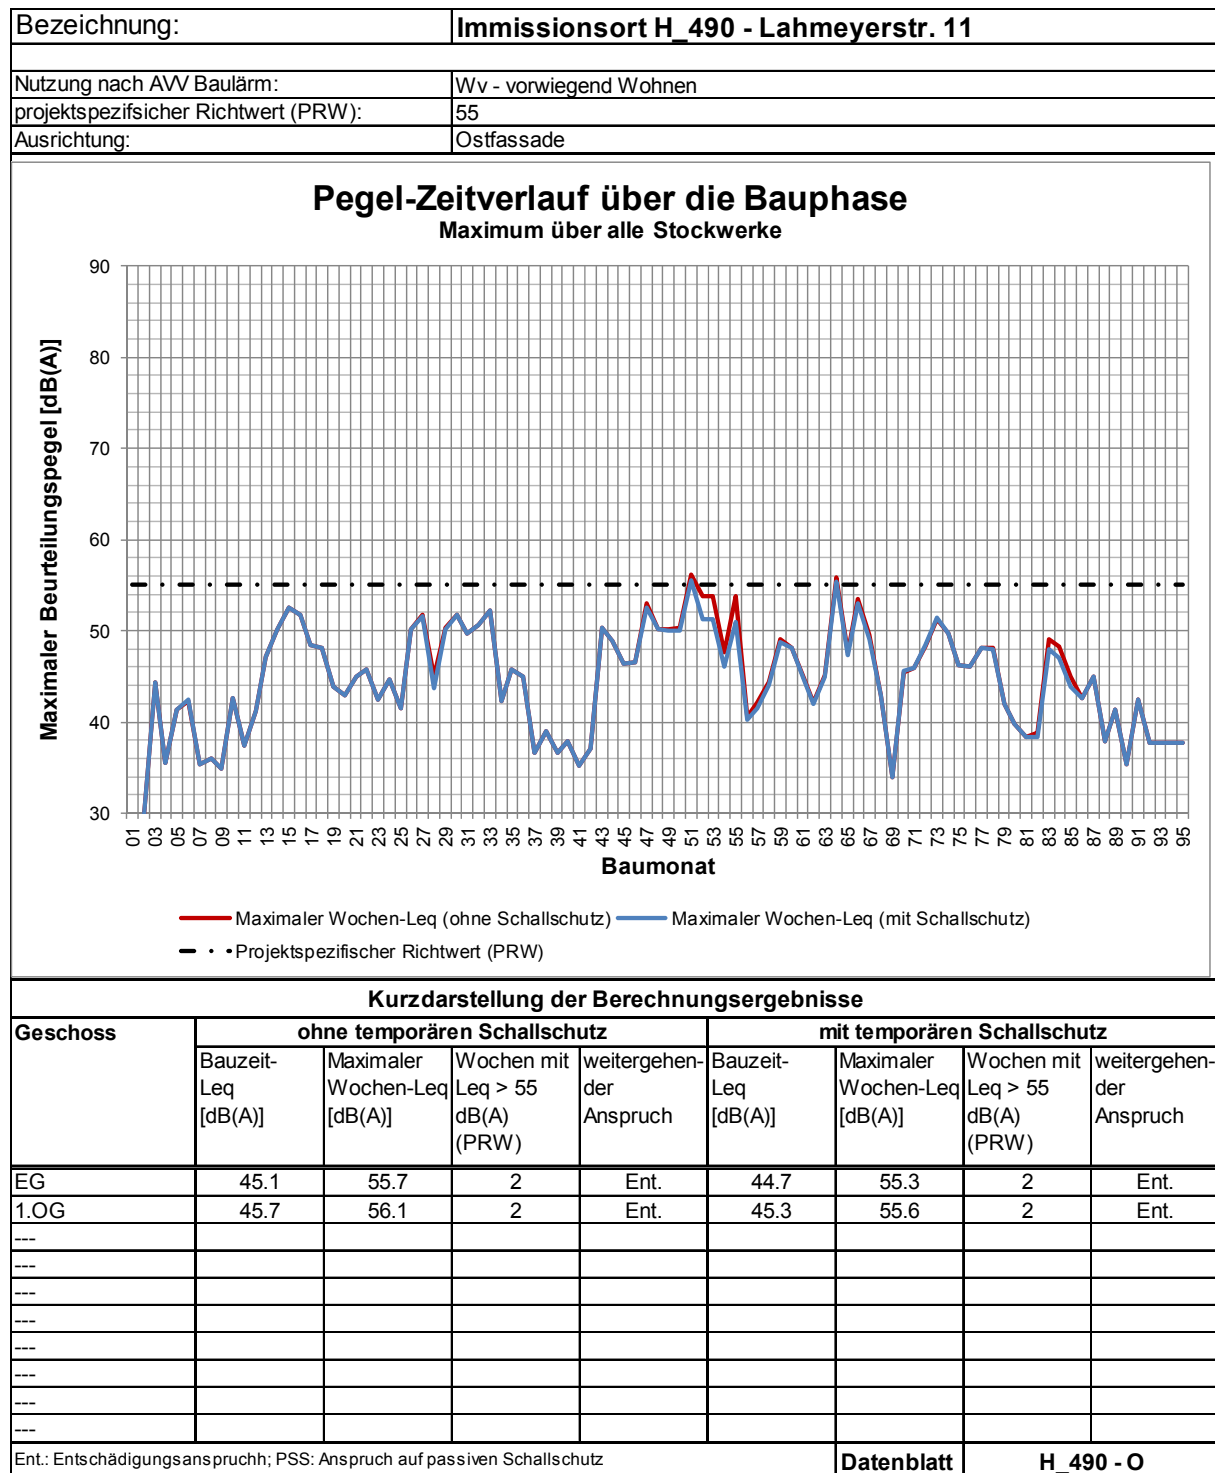 Bezeichnung: Immissionsort H_490 - Lahmeyerstr. 11
Nutzung nach AVV Baulärm: Wv - vorwiegend Wohnen
projektspezifsicher Richtwert (PRW): 55
Ausrichtung: Ostfassade
Pegel-Zeitverlauf über die Bauphase
Maximum über alle Stockwerke
Maximaler Beurteilungspegel [dB(A)]
90
80
70
60
50
40
30
01 03 05 07 09 11 13 15 17 19 21 23 25 27 29 31 33 35 37 39 41 43 45 47 49 51 53 55 57 59 61 63 65 67 69 71 73 75 77 79 81 83 85 87 89 91 93 95
Baumonat
Maximaler Wochen-Leq (ohne Schallschutz) Maximaler Wochen-Leq (mit Schallschutz)
Projektspezifischer Richtwert (PRW)
Kurzdarstellung der Berechnungsergebnisse
Geschoss ohne temporären Schallschutz mit temporären Schallschutz
Bauzeit- Maximaler Wochen mit weitergehen- Bauzeit- Maximaler Wochen mit weitergehen-
Leq Wochen-Leq Leq > 55 der Leq Wochen-Leq Leq > 55 der
[dB(A)] [dB(A)] dB(A) Anspruch [dB(A)] [dB(A)] dB(A) Anspruch
(PRW) (PRW)
EG 45.1 55.7 2 Ent. 44.7 55.3 2 Ent.
1.OG 45.7 56.1 2 Ent. 45.3 55.6 2 Ent.
---
---
---
---
---
---
---
---
Ent.: Entschädigungsanspruchh; PSS: Anspruch auf passiven Schallschutz Datenblatt H_490 - O